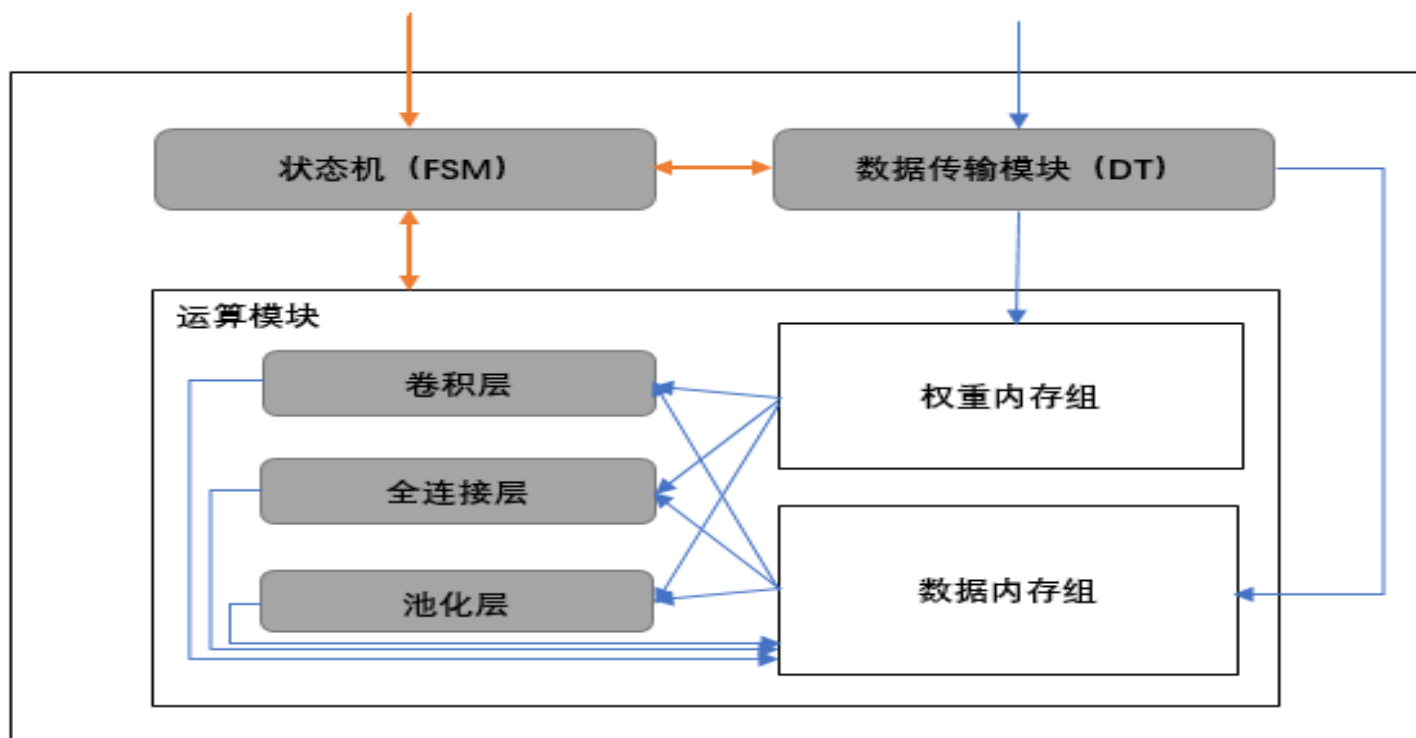 状态机（FSM）
数据传输模块（DT）
运算模块
卷积层
权重内存组
全连接层
数据内存组
池化层